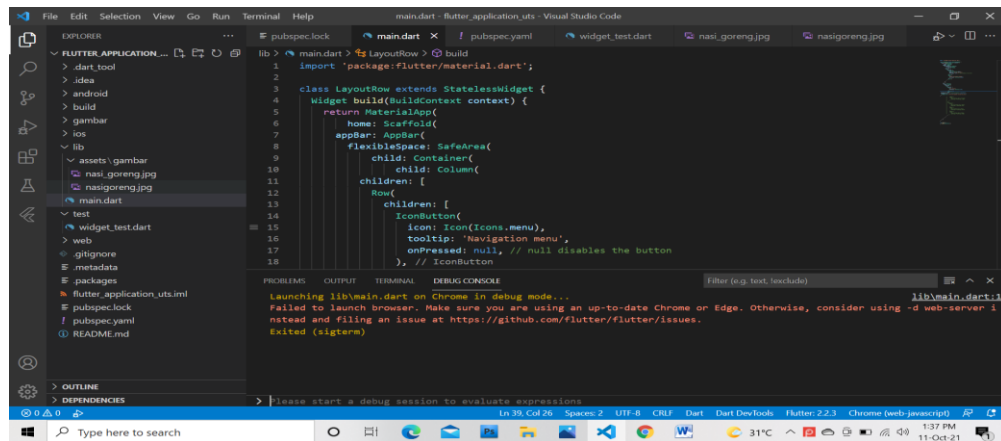 File Edit Selection View Go Run Terminal Help main.dart - flutter_application_uts - Visual Studio Code
EXPLORER
pubspec.lock main.dart pubspec.yaml widget_test.dart nasi_goreng.jpg nasigoreng.jpg
FLUTTER_APPLICATION_...
lib > main.dart > LayoutRow > build
.dart_tool
.idea
android
build
gambar
ios
lib
assets \ gambar
nasi_goreng.jpg
nasigoreng.jpg
main.dart
test
widget_test.dart
web
.gitignore
.metadata
.packages
flutter_application_uts.iml
pubspec.lock
pubspec.yaml
README.md
OUTLINE
DEPENDENCIES
1 import 'package:flutter/material.dart';
2
3 class LayoutRow extends StatelessWidget {
4 Widget build(BuildContext context) {
5 return MaterialApp(
6 home: Scaffold(
7 appBar: AppBar(
8 flexibleSpace: SafeArea(
9 child: Container(
10 child: Column(
11 children: [
12 Row(
13 children: [
14 IconButton(
15 icon: Icon(Icons.menu),
16 tooltip: 'Navigation menu',
17 onPressed: null, // null disables the button
18 ), // IconButton
PROBLEMS OUTPUT TERMINAL DEBUG CONSOLE Filter (e.g. text, !exclude)
Launching lib\main.dart on Chrome in debug mode...
lib\main.dart:1
Failed to launch browser. Make sure you are using an up-to-date Chrome or Edge. Otherwise, consider using -d web-server i
nstead and filing an issue at https://github.com/flutter/flutter/issues.
Exited (sigterm)
> Please start a debug session to evaluate expressions
0 0 Ln 39, Col 26 Spaces: 2 UTF-8 CRLF Dart Dart DevTools Flutter: 2.2.3 Chrome (web-javascript)
Type here to search
31°C
1:37 PM
11-Oct-21